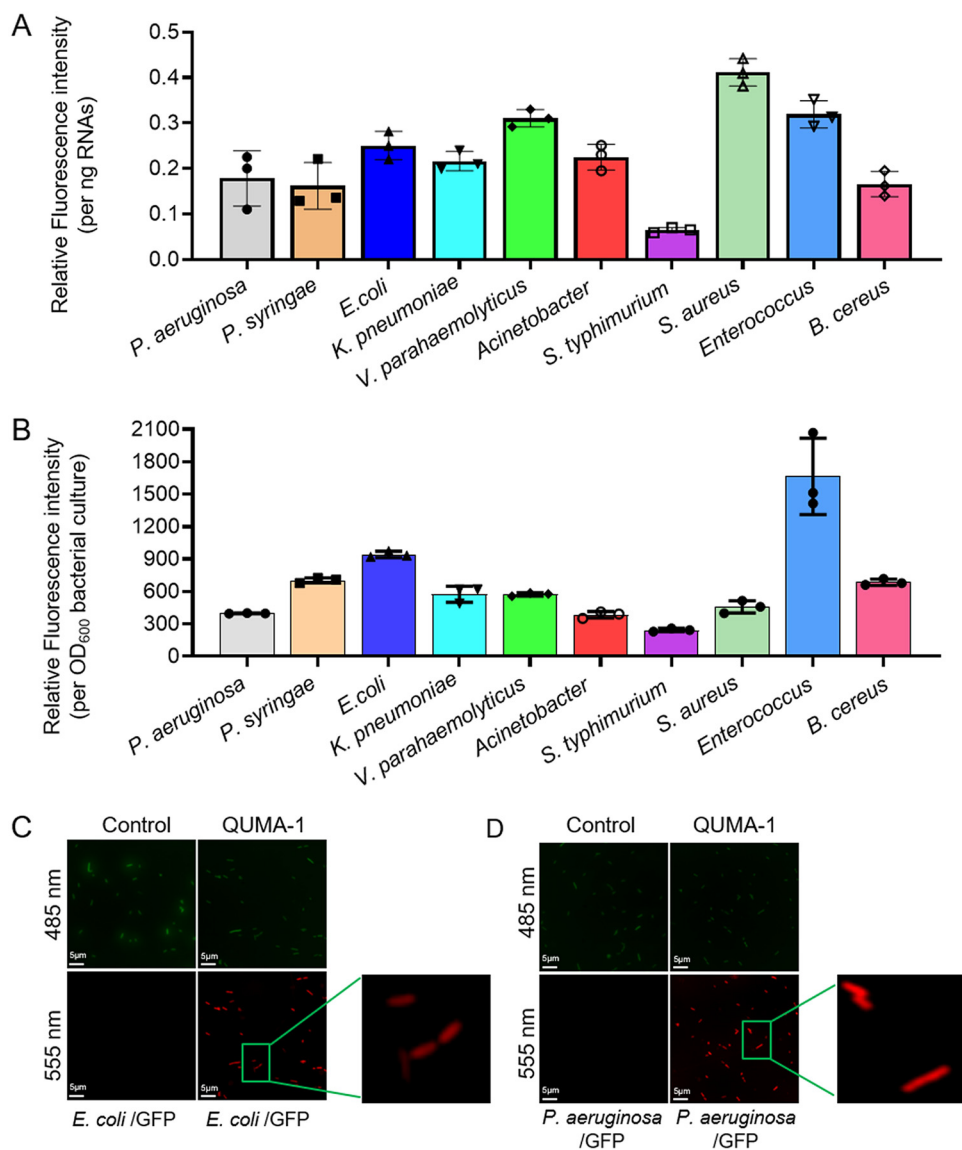 A
Relative Fluorescence intensity
(per ng RNAs)
0.5
0.4
0.3
0.2
0.1
0.0
P. aeruginosa
P. syringae
E.coli
K. pneumoniae
V. parahaemolyticus
Acinetobacter
S. typhimurium
S. aureus
Enterococcus
B. cereus
B
Relative Fluorescence intensity
(per OD600 bacterial culture)
2100
1800
1500
1200
900
600
300
0
P. aeruginosa
P. syringae
E.coli
K. pneumoniae
V. parahaemolyticus
Acinetobacter
S. typhimurium
S. aureus
Enterococcus
B. cereus
C
Control
QUMA-1
485 nm
5μm
5μm
555 nm
5μm
5μm
E. coli /GFP
E. coli /GFP
D
Control
QUMA-1
485 nm
5μm
5μm
555 nm
5μm
5μm
P. aeruginosa
/GFP
P. aeruginosa
/GFP